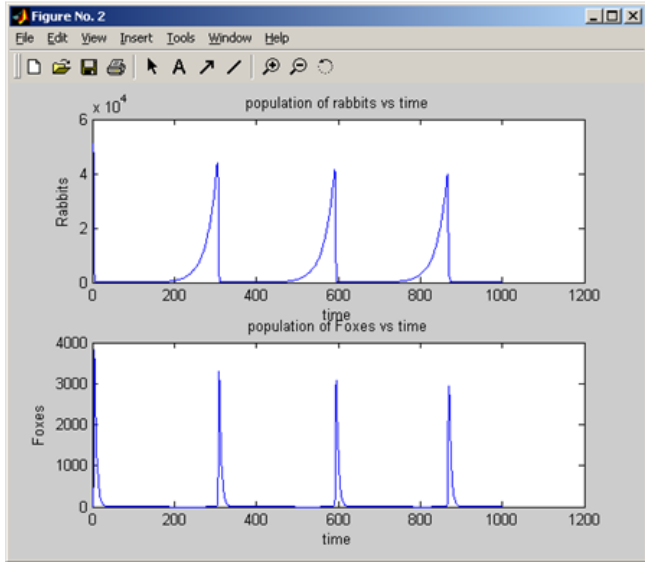 Figure No. 2
File Edit View Insert Tools Window Help
population of rabbits vs time
x 10^4
6
4
2
0
Rabbits
0 200 400 600 800 1000 1200
time
population of Foxes vs time
4000
3000
2000
1000
0
Foxes
0 200 400 600 800 1000 1200
time